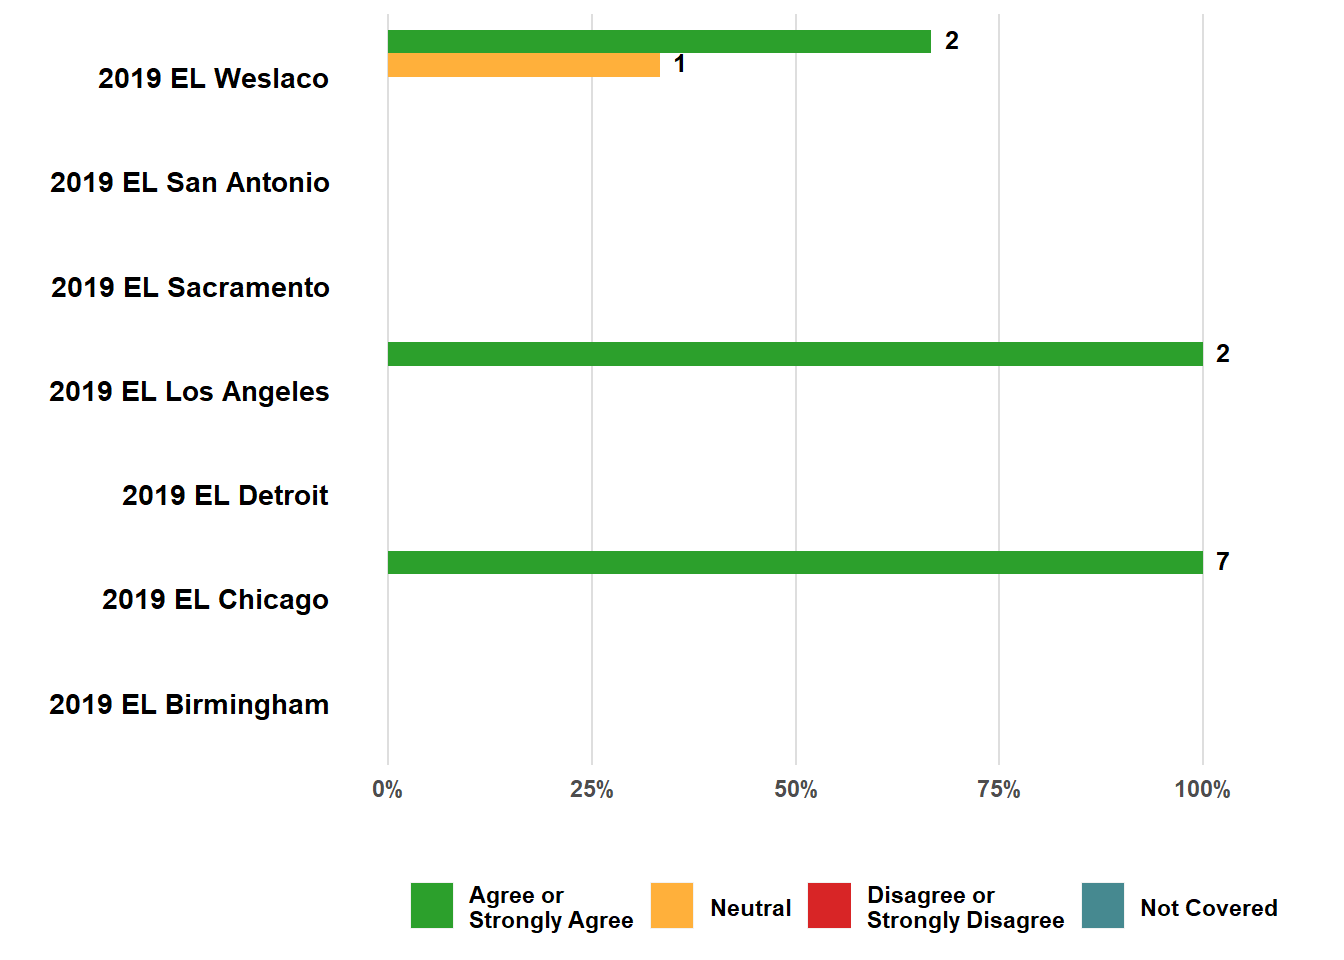 2
1
2019 EL Weslaco
2019 EL San Antonio
2019 EL Sacramento
2
2019 EL Los Angeles
2019 EL Detroit
7
2019 EL Chicago
2019 EL Birmingham
0% 25% 50% 75% 100%
Agree or
Strongly Agree
Neutral
Disagree or
Strongly Disagree
Not Covered